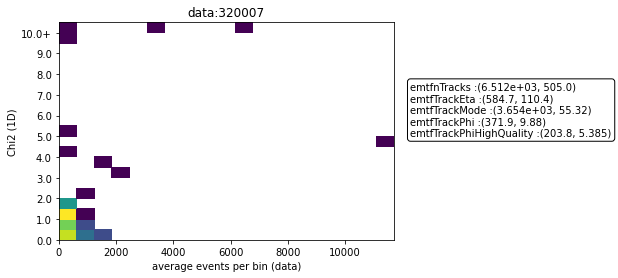 data:320007
Chi2 (1D)
10.0+
9.0
8.0
7.0
6.0
5.0
4.0
3.0
2.0
1.0
0.0
0 2000 4000 6000 8000 10000
average events per bin (data)
emtfnTracks :(6.512e+03, 505.0)
emtfTrackEta :(584.7, 110.4)
emtfTrackMode :(3.654e+03, 55.32)
emtfTrackPhi :(371.9, 9.88)
emtfTrackPhiHighQuality :(203.8, 5.385)